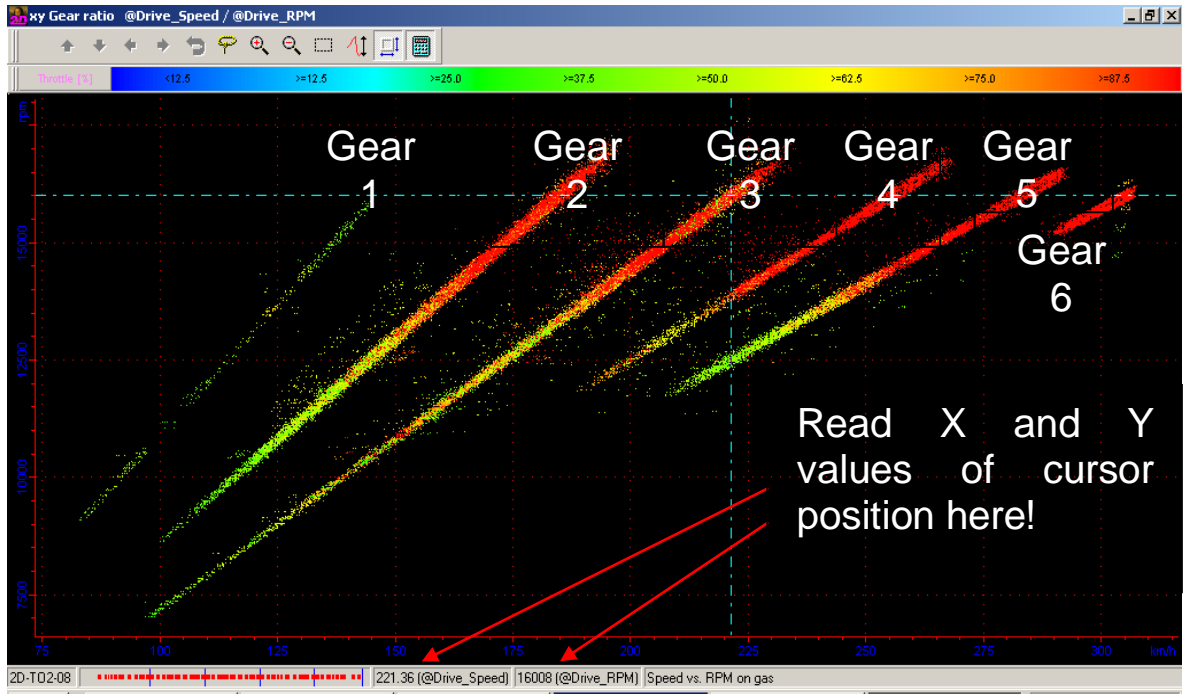 xy Gear ratio @Drive_Speed / @Drive_RPM
Throttle [%] <12.5 >=12.5 >=25.0 >=37.5 >=50.0 >=62.5 >=75.0 >=87.5
rpm
Gear Gear Gear Gear Gear
1 2 3 4 5
15000
Gear
6
12500
Read X and Y
values of cursor
position here!
10000
7500
75 100 125 150 175 200 225 250 275 300 km/h
2D-TO2-08 221.36 (@Drive_Speed) 16008 (@Drive_RPM) Speed vs. RPM on gas